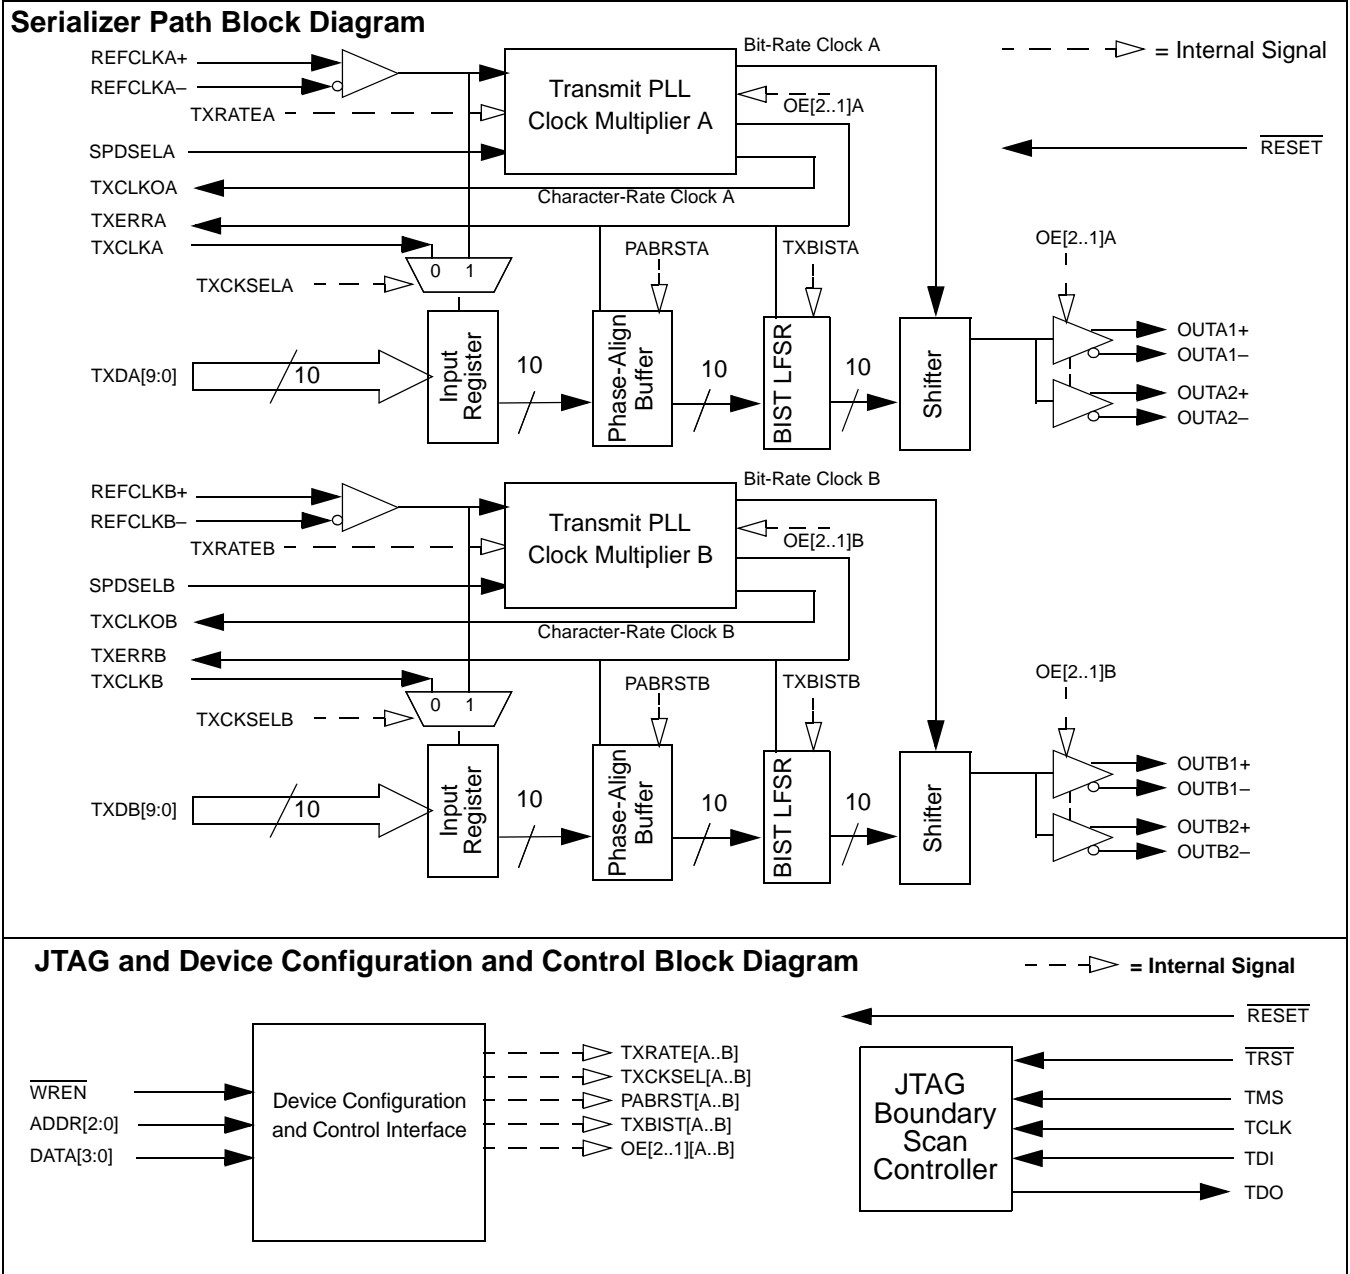 Serializer Path Block Diagram
= Internal Signal
REFCLKA+
REFCLKA–
TXRATEA
SPDSELA
TXCLKOA
TXERRA
TXCLKA
TXCKSELA
TXDA[9:0]
Transmit PLL
Clock Multiplier A
Bit-Rate Clock A
OE[2..1]A
Character-Rate Clock A
RESET
0 1
PABRSTA
TXBISTA
OE[2..1]A
10
Input
Register
10
Phase-Align
Buffer
10
BIST LFSR
10
Shifter
OUTA1+
OUTA1–
OUTA2+
OUTA2–
REFCLKB+
REFCLKB–
TXRATEB
SPDSELB
TXCLKOB
TXERRB
TXCLKB
TXCKSELB
TXDB[9:0]
Transmit PLL
Clock Multiplier B
Bit-Rate Clock B
OE[2..1]B
Character-Rate Clock B
0 1
PABRSTB
TXBISTB
OE[2..1]B
10
Input
Register
10
Phase-Align
Buffer
10
BIST LFSR
10
Shifter
OUTB1+
OUTB1–
OUTB2+
OUTB2–
JTAG and Device Configuration and Control Block Diagram
= Internal Signal
WREN
ADDR[2:0]
DATA[3:0]
Device Configuration
and Control Interface
TXRATE[A..B]
TXCKSEL[A..B]
PABRST[A..B]
TXBIST[A..B]
OE[2..1][A..B]
RESET
JTAG
Boundary
Scan
Controller
TRST
TMS
TCLK
TDI
TDO